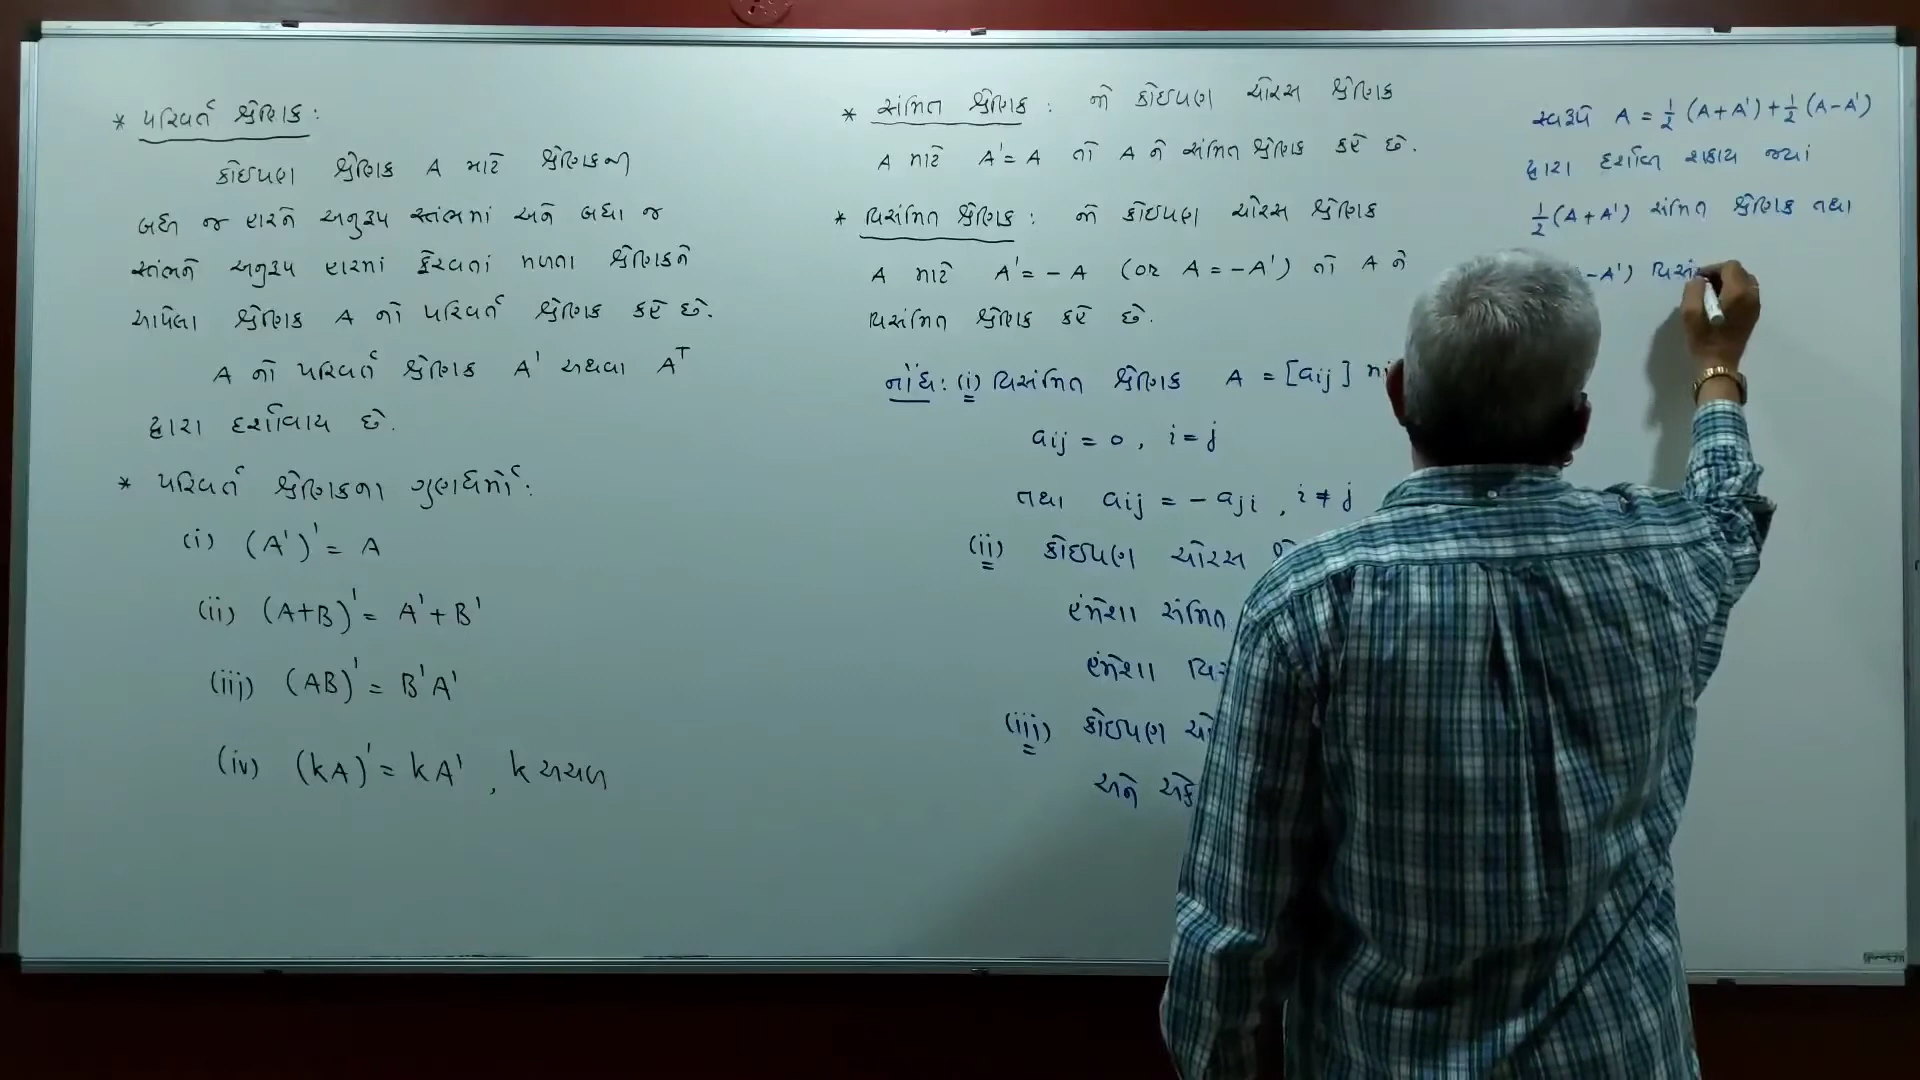 * પરિવર્ત શ્રેણિક :
કોઈપણ શ્રેણિક A માટે શ્રેણિકની
બધી જ હારને અનુરૂપ સ્તંભમાં અને બધા જ
સ્તંભને અનુરૂપ હારમાં ફેરવતાં મળતા શ્રેણિકને
આપેલા શ્રેણિક A નો પરિવર્ત શ્રેણિક કહે છે.
A નો પરિવર્ત શ્રેણિક A' અથવા A^T
દ્વારા દર્શાવાય છે.
* પરિવર્ત શ્રેણિકના ગુણધર્મો :
(i) (A')' = A
(ii) (A+B)' = A' + B'
(iii) (AB)' = B'A'
(iv) (kA)' = kA' , k અચળ
* સંમિત શ્રેણિક : જો કોઈપણ ચોરસ શ્રેણિક
A માટે A' = A તો A ને સંમિત શ્રેણિક કહે છે.
* વિસંમિત શ્રેણિક : જો કોઈપણ ચોરસ શ્રેણિક
A માટે A' = - A (or A = -A') તો A ને
વિસંમિત શ્રેણિક કહે છે.
નોંધ : (i) વિસંમિત શ્રેણિક A = [aij]
aij = 0 , i = j
તથા aij = - aji , i ≠ j
(ii) કોઈપણ ચોરસ
હંમેશા સંમિત
હંમેશા
(iii) કોઈપણ
અને
સ્વરૂપે A = 1/2 (A+A') + 1/2 (A-A')
દ્વારા દર્શાવી શકાય જ્યાં
1/2 (A+A') સંમિત શ્રેણિક તથા
-A')